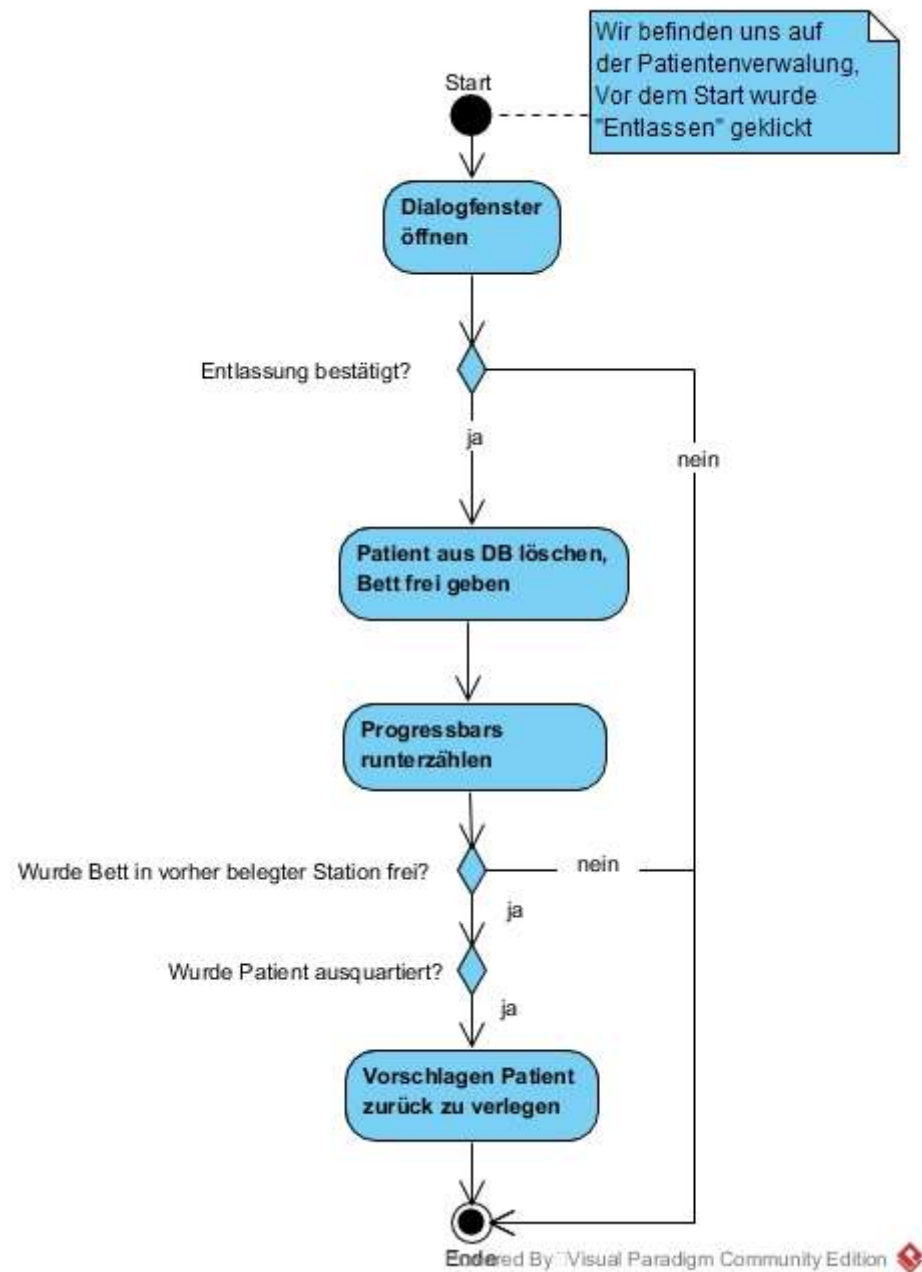 Wir befinden uns auf
der Patientenverwalung,
Vor dem Start wurde
"Entlassen" geklickt
Start
Dialogfenster
öffnen
Entlassung bestätigt?
ja
nein
Patient aus DB löschen,
Bett frei geben
Progressbars
runterzählen
Wurde Bett in vorher belegter Station frei?
nein
ja
Wurde Patient ausquartiert?
ja
Vorschlagen Patient
zurück zu verlegen
Ende
ered By Visual Paradigm Community Edition